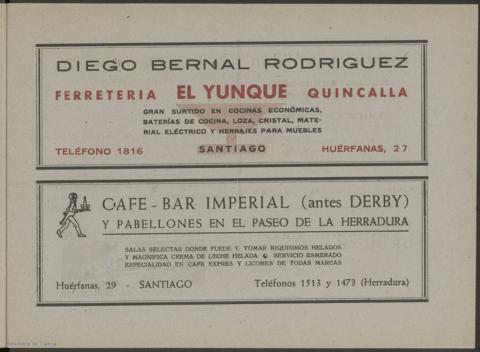 DIEGO BERNAL RODRIGUEZ
FERRETERIA EL YUNQUE QUINCALLA
GRAN SURTIDO EN COCINAS ECONÓMICAS,
BATERÍAS DE COCINA, LOZA, CRISTAL, MATE-
RIAL ELÉCTRICO Y HERRAJES PARA MUEBLES
TELÉFONO 1816 SANTIAGO HUÉRFANAS, 27
CAFE - BAR IMPERIAL (antes DERBY)
Y PABELLONES EN EL PASEO DE LA HERRADURA
SALAS SELECTAS DONDE PUEDE V. TOMAR RIQUISIMOS HELADOS
Y MAGNIFICA CREMA DE LECHE HELADA SERVICIO ESMERADO
ESPECIALIDAD EN CAFE EXPRES Y LICORES DE TODAS MARCAS
Huérfanas, 29 - SANTIAGO Teléfonos 1513 y 1473 (Herradura)
Biblioteca de Galicia